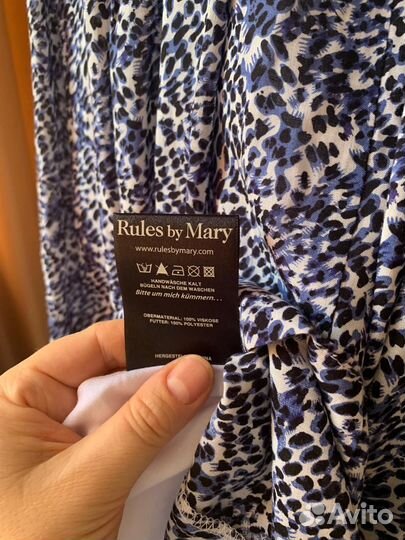 Rules by Mary
www.rulesbymary.com
HANDWÄSCHE KALT
BÜGELN NACH DEM WASCHEN
Bitte um mich kümmern...
OBERMATERIAL: 100% VISKOSE
FUTTER: 100% POLYESTER
HERGESTEL
Avito